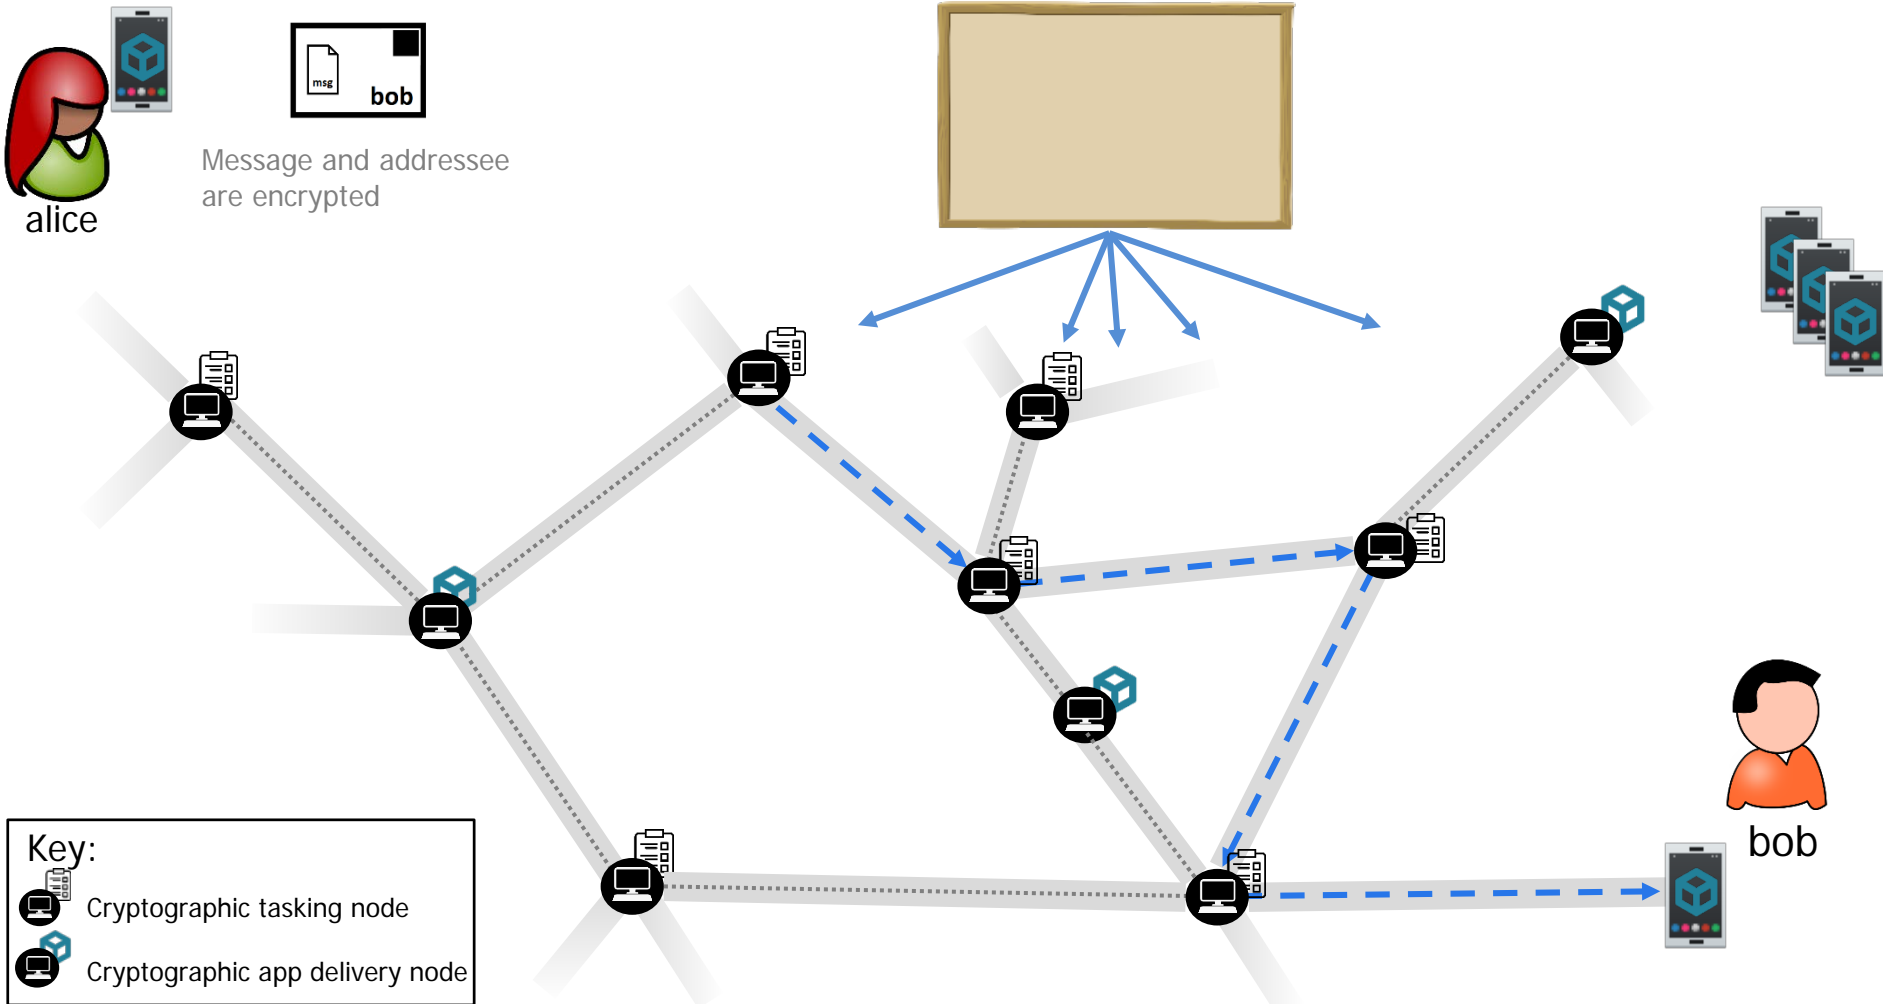 msg
bob
Message and addressee
are encrypted
alice
bob
Key:
Cryptographic tasking node
Cryptographic app delivery node